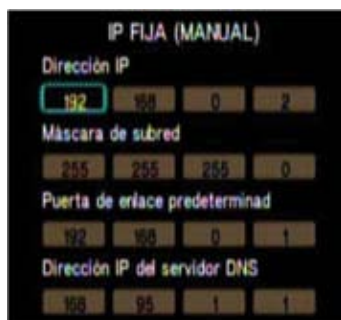 IP FIJA (MANUAL)
Dirección IP
192 168 0 2
Máscara de subred
255 255 255 0
Puerta de enlace predeterminad
192 168 0 1
Dirección IP del servidor DNS
168 95 1 1